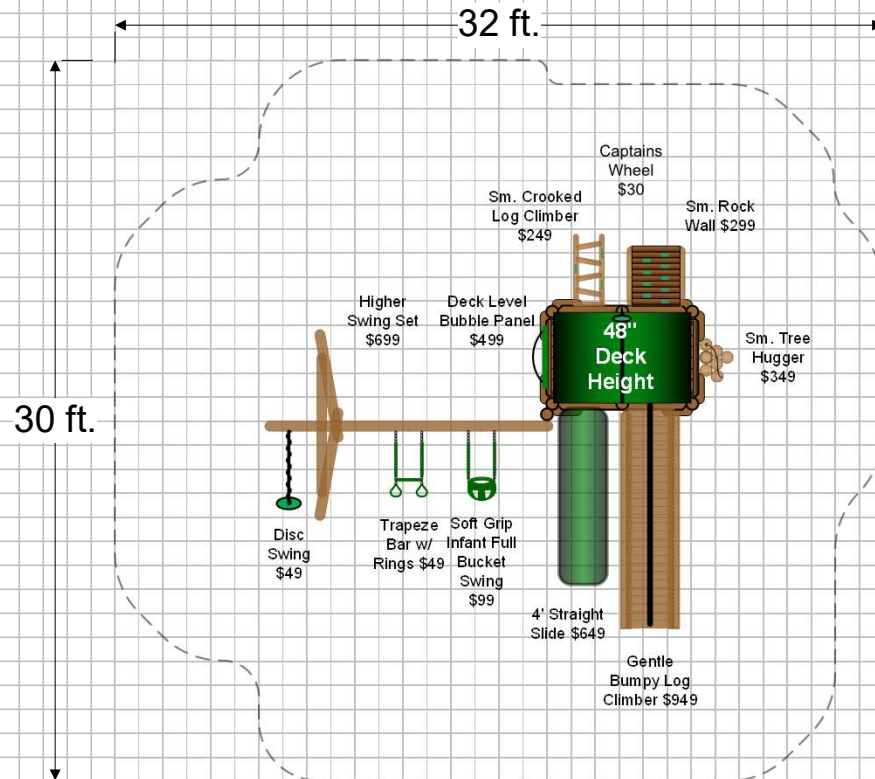 32 ft.
Captains
Wheel
$30
Sm. Crooked
Log Climber
$249
Sm. Rock
Wall $299
Higher
Swing Set
$699
Deck Level
Bubble Panel
$499
48"
Deck
Height
Sm. Tree
Hugger
$349
30 ft.
Disc
Swing
$49
Trapeze
Bar w/
Rings $49
Soft Grip
Infant Full
Bucket
Swing
$99
4' Straight
Slide $649
Gentle
Bumpy Log
Climber $949